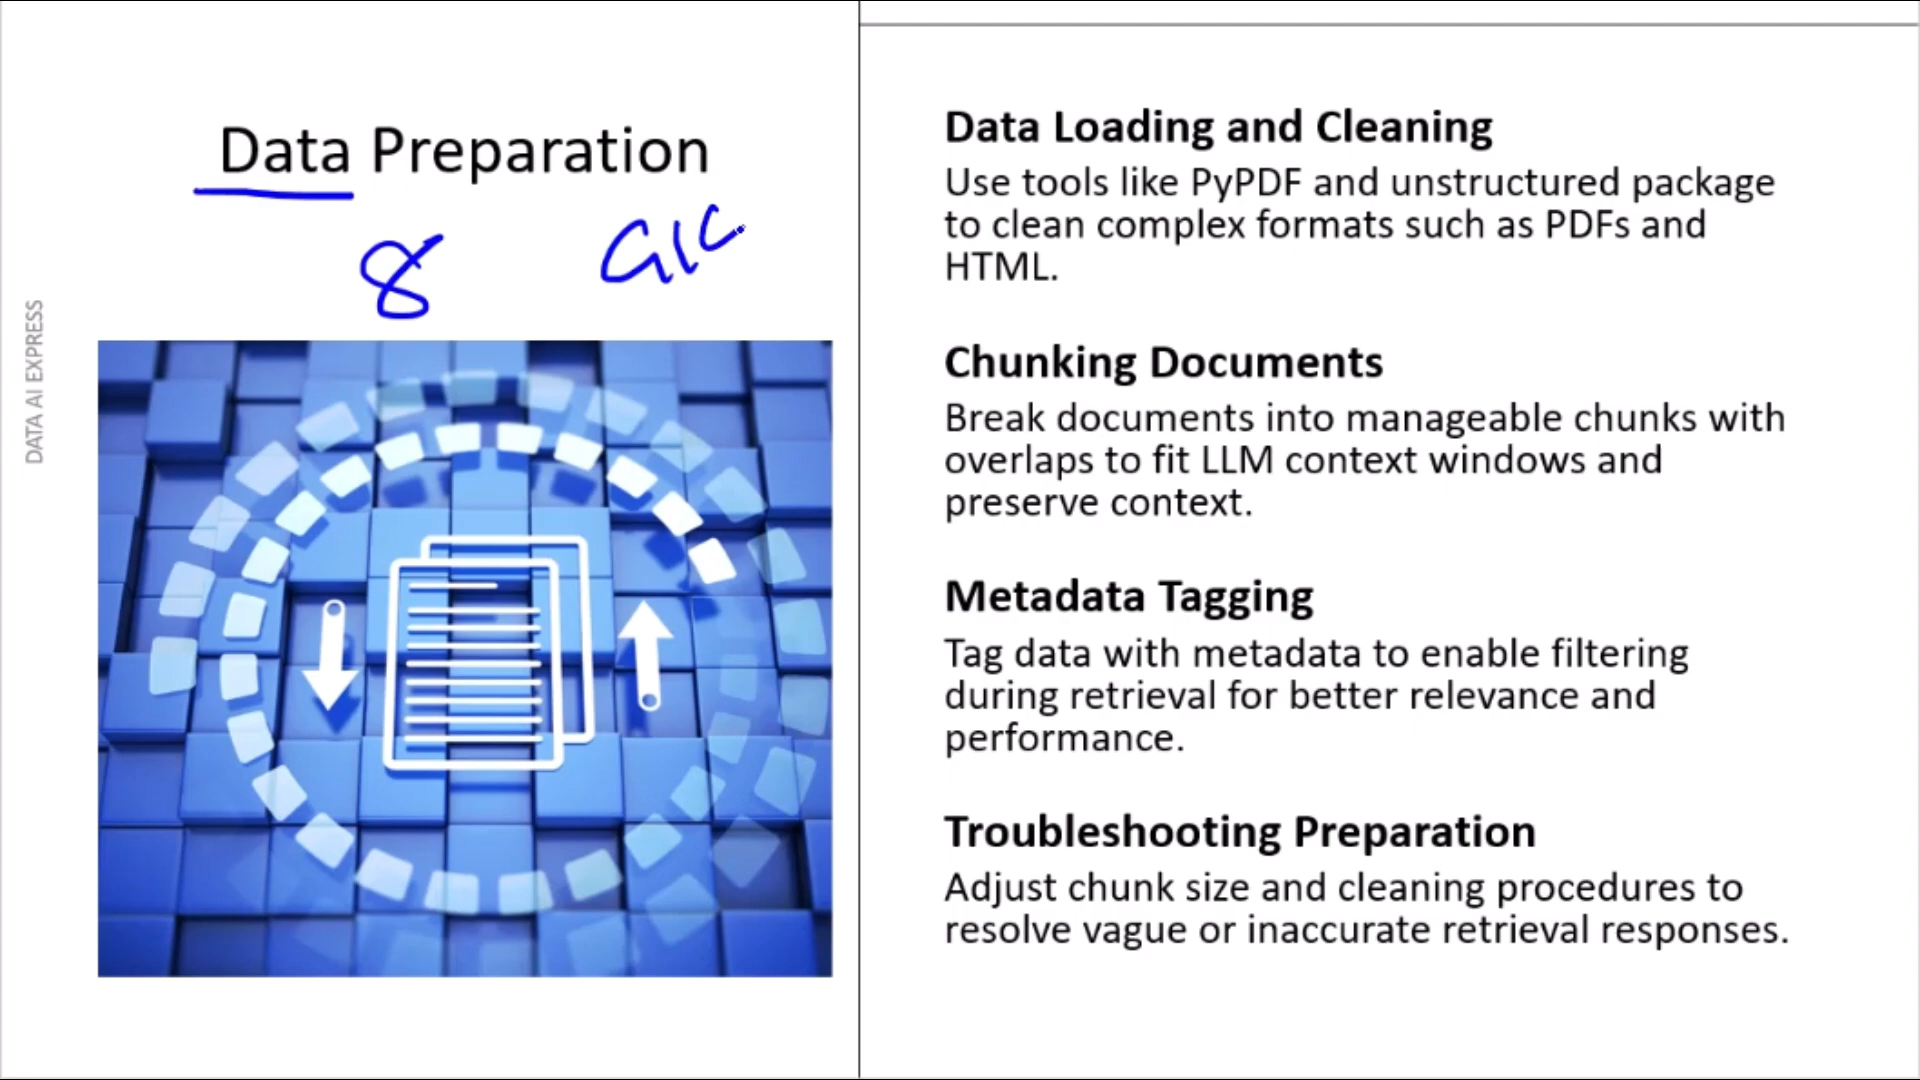 Data Preparation
8
DATA AI EXPRESS
Data Loading and Cleaning
Use tools like PyPDF and unstructured package
to clean complex formats such as PDFs and
HTML.
Chunking Documents
Break documents into manageable chunks with
overlaps to fit LLM context windows and
preserve context.
Metadata Tagging
Tag data with metadata to enable filtering
during retrieval for better relevance and
performance.
Troubleshooting Preparation
Adjust chunk size and cleaning procedures to
resolve vague or inaccurate retrieval responses.